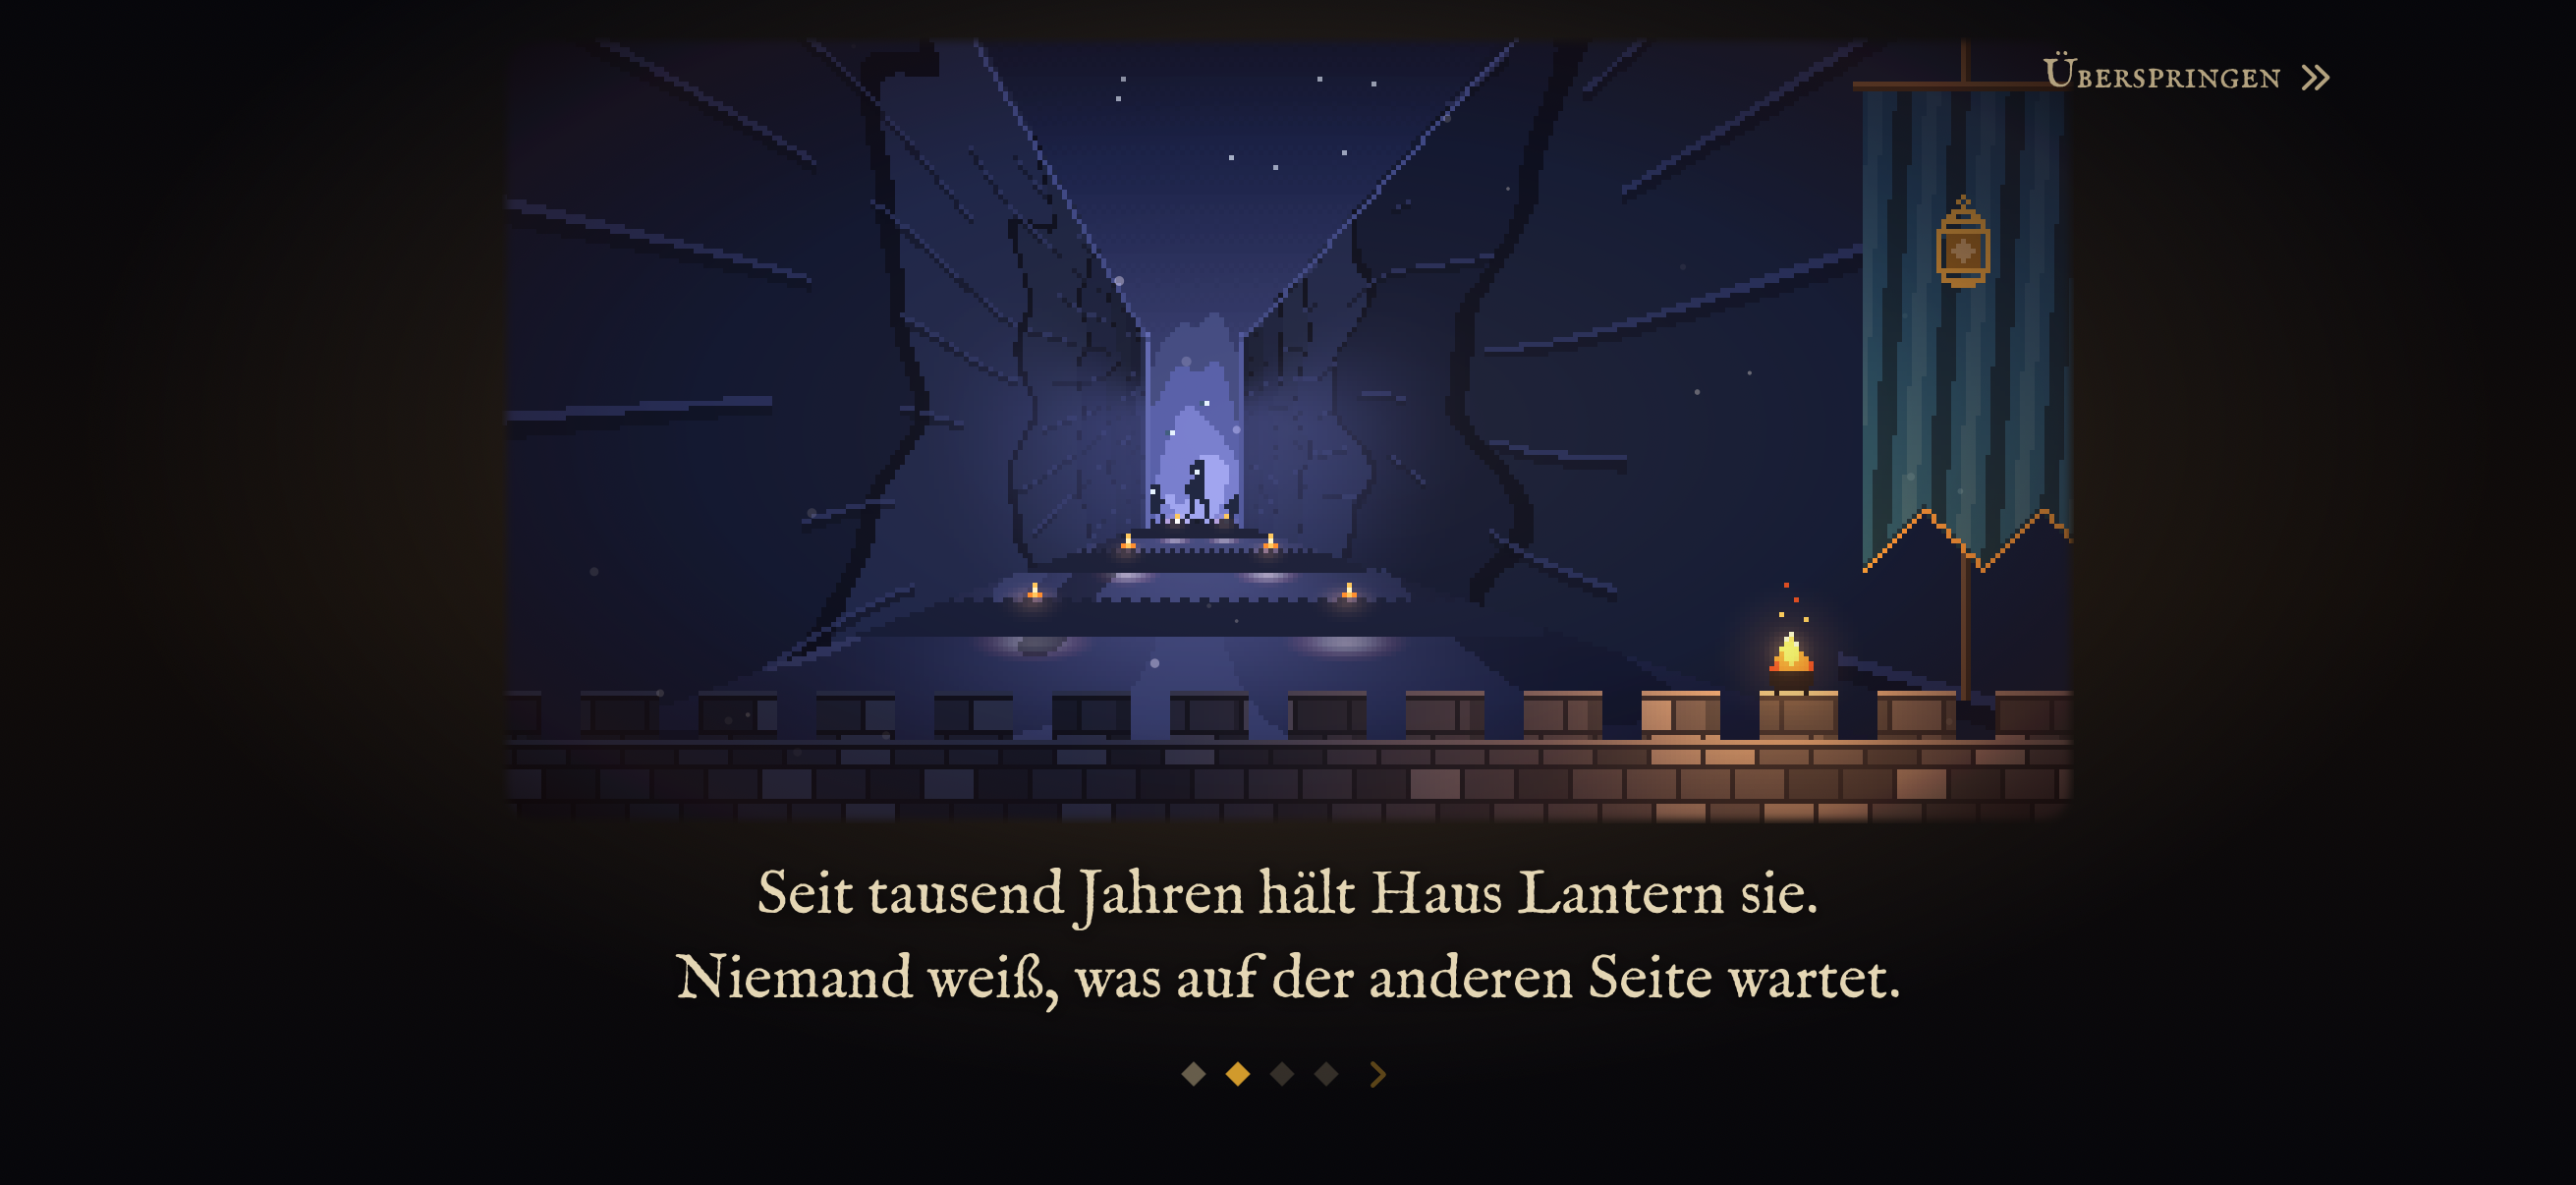 Überspringen
Seit tausend Jahren hält Haus Lantern sie.
Niemand weiß, was auf der anderen Seite wartet.